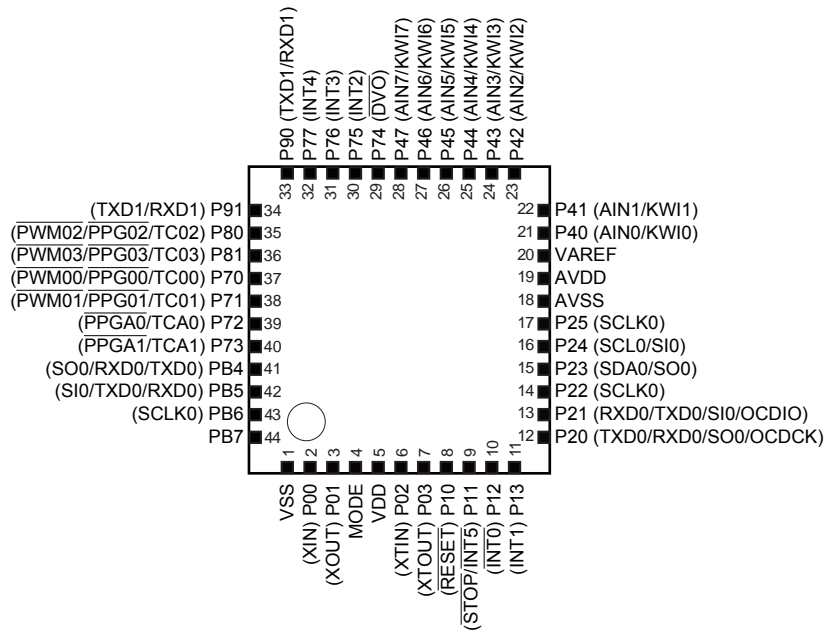 P90 (TXD1/RXD1)
P77 (INT4)
P76 (INT3)
P75 (INT2)
P74 (DVO)
P47 (AIN7/KWI7)
P46 (AIN6/KWI6)
P45 (AIN5/KWI5)
P44 (AIN4/KWI4)
P43 (AIN3/KWI3)
P42 (AIN2/KWI2)
33
32
31
30
29
28
27
26
25
24
23
(TXD1/RXD1) P91 34
(PWM02/PPG02/TC02) P80 35
(PWM03/PPG03/TC03) P81 36
(PWM00/PPG00/TC00) P70 37
(PWM01/PPG01/TC01) P71 38
(PPGA0/TCA0) P72 39
(PPGA1/TCA1) P73 40
(SO0/RXD0/TXD0) PB4 41
(SI0/TXD0/RXD0) PB5 42
(SCLK0) PB6 43
PB7 44
22 P41 (AIN1/KWI1)
21 P40 (AIN0/KWI0)
20 VAREF
19 AVDD
18 AVSS
17 P25 (SCLK0)
16 P24 (SCL0/SI0)
15 P23 (SDA0/SO0)
14 P22 (SCLK0)
13 P21 (RXD0/TXD0/SI0/OCDIO)
12 P20 (TXD0/RXD0/SO0/OCDCK)
1
2
3
4
5
6
7
8
9
10
11
VSS
(XIN) P00
(XOUT) P01
MODE
VDD
(XTIN) P02
(XTOUT) P03
(RESET) P10
(STOP/INT5) P11
(INT0) P12
(INT1) P13